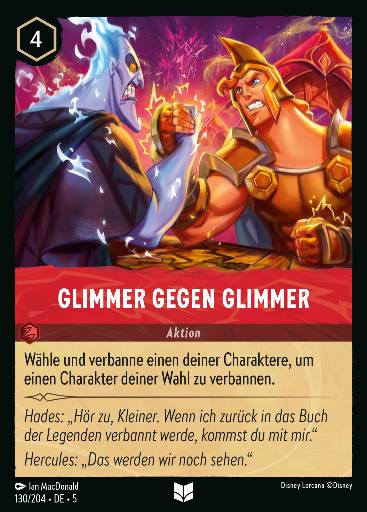 4
GLIMMER GEGEN GLIMMER
Aktion
Wähle und verbanne einen deiner Charaktere, um
einen Charakter deiner Wahl zu verbannen.
Hades: „Hör zu, Kleiner. Wenn ich zurück in das Buch
der Legenden verbannt werde, kommst du mit mir.“
Hercules: „Das werden wir noch sehen.“
Ian MacDonald
Disney Lorcana ©Disney
130/204 • DE • 5